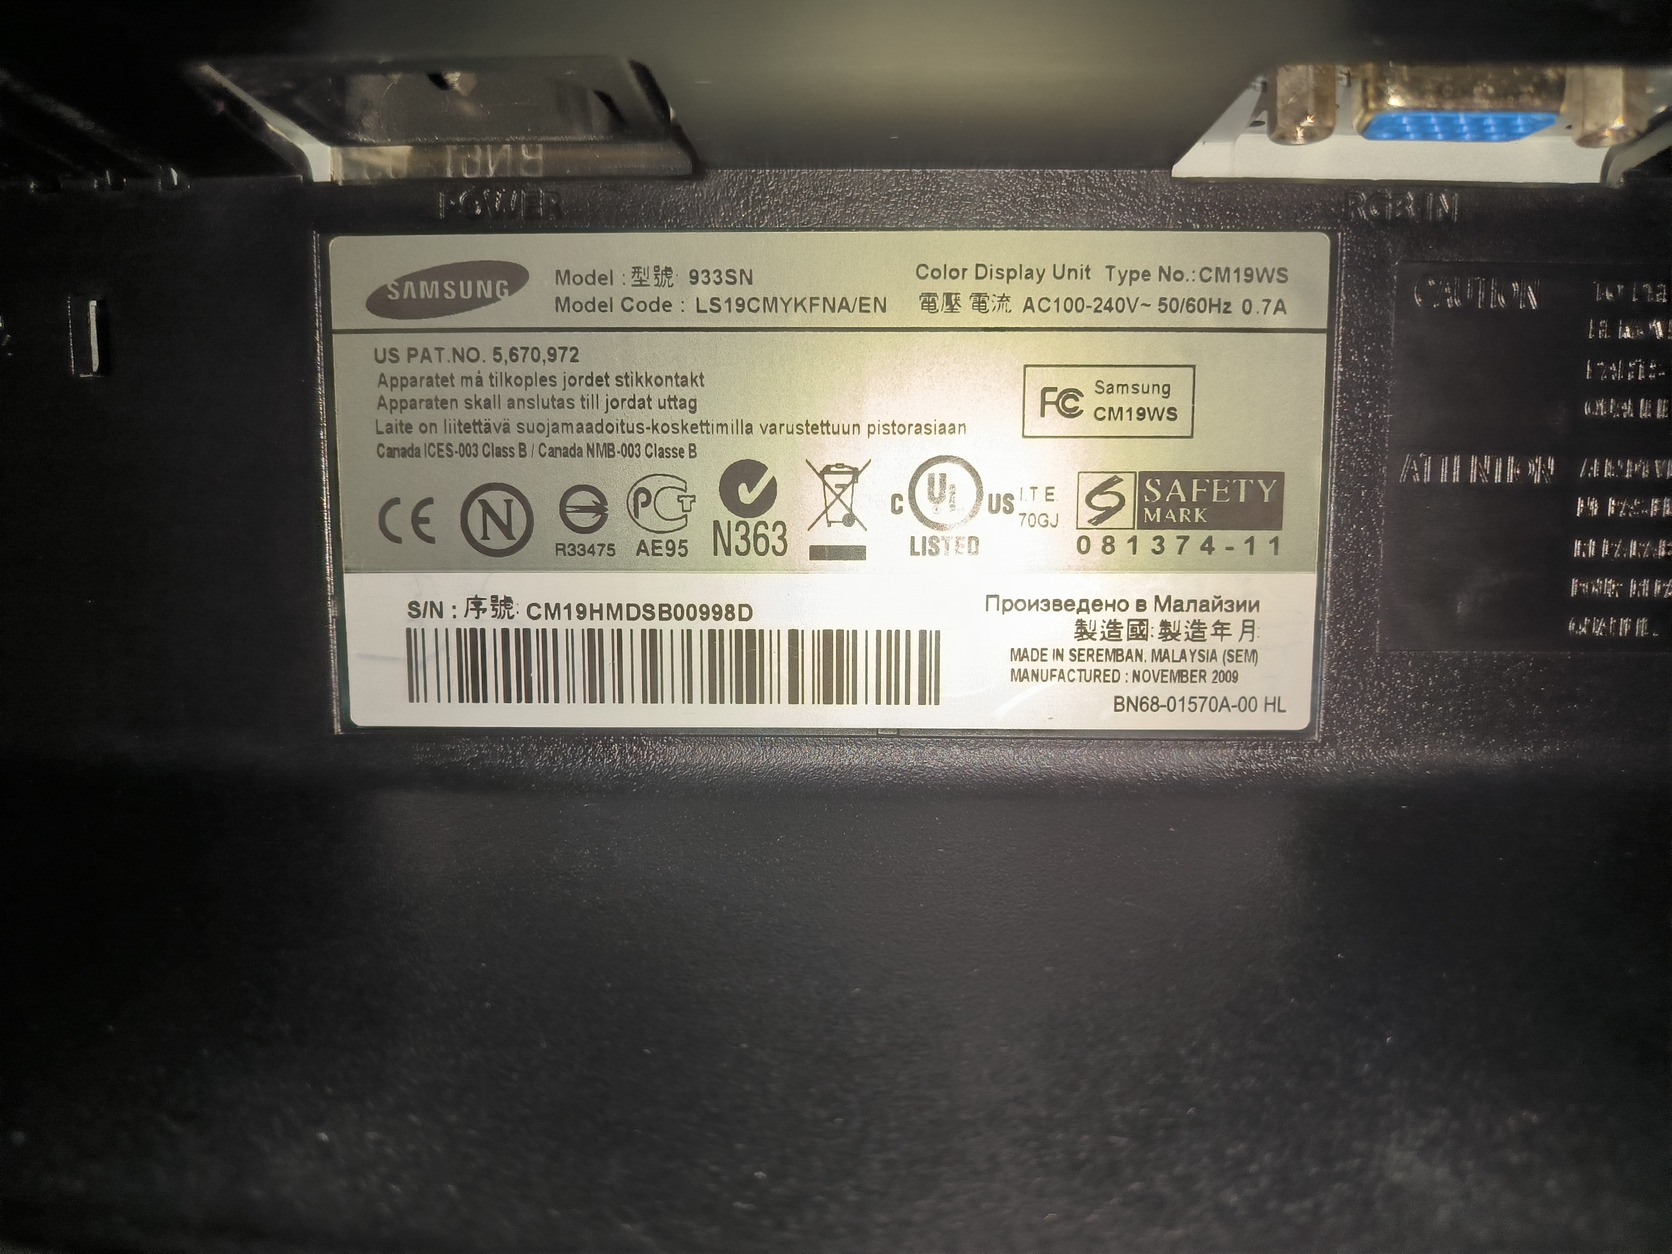 POWER
RGB IN
SAMSUNG
Model : 型號: 933SN
Model Code : LS19CMYKFNA/EN
Color Display Unit Type No.:CM19WS
電壓 電流 AC100-240V~ 50/60Hz 0.7A
US PAT.NO. 5,670,972
Apparatet må tilkoples jordet stikkontakt
Apparaten skall anslutas till jordat uttag
Laite on liitettävä suojamaadoitus-koskettimilla varustettuun pistorasiaan
Canada ICES-003 Class B / Canada NMB-003 Classe B
FC Samsung
CM19WS
CE N R33475 PCT AE95 N363
C UL US LISTED I.T.E 70GJ
S SAFETY
MARK
081374-11
S/N : 序號: CM19HMDSB00998D
Произведено в Малайзии
製造國: 製造年月:
MADE IN SEREMBAN. MALAYSIA (SEM)
MANUFACTURED : NOVEMBER 2009
BN68-01570A-00 HL
CAUTION
ATTENTION